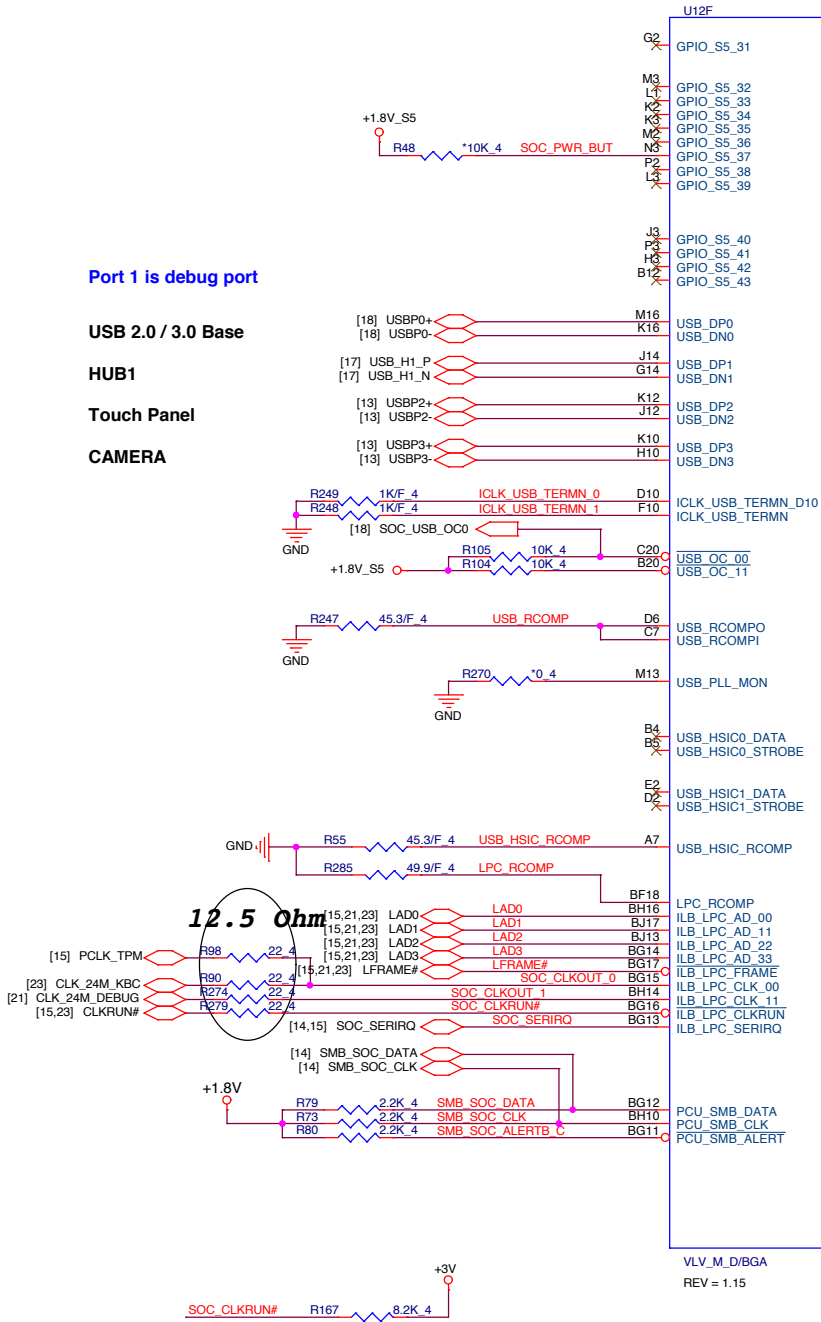 U12F
G2 GPIO_S5_31
M3 GPIO_S5_32
L1 GPIO_S5_33
K2 GPIO_S5_34
K3 GPIO_S5_35
M2 GPIO_S5_36
+1.8V_S5
R48 *10K_4 SOC_PWR_BUT N3 GPIO_S5_37
P2 GPIO_S5_38
L3 GPIO_S5_39
J3 GPIO_S5_40
P3 GPIO_S5_41
H3 GPIO_S5_42
B12 GPIO_S5_43
Port 1 is debug port
[18] USBP0+ M16 USB_DP0
USB 2.0 / 3.0 Base
[18] USBP0- K16 USB_DN0
[17] USB_H1_P J14 USB_DP1
HUB1
[17] USB_H1_N G14 USB_DN1
[13] USBP2+ K12 USB_DP2
Touch Panel
[13] USBP2- J12 USB_DN2
[13] USBP3+ K10 USB_DP3
CAMERA
[13] USBP3- H10 USB_DN3
R249 1K/F_4 ICLK_USB_TERMN_0 D10 ICLK_USB_TERMN_D10
R248 1K/F_4 ICLK_USB_TERMN_1 F10 ICLK_USB_TERMN
GND
[18] SOC_USB_OC0
R105 10K_4 C20 USB_OC_00
+1.8V_S5 R104 10K_4 B20 USB_OC_11
R247 45.3/F_4 USB_RCOMP D6 USB_RCOMPO
C7 USB_RCOMPI
GND
R270 *0_4 M13 USB_PLL_MON
GND
B4 USB_HSIC0_DATA
B5 USB_HSIC0_STROBE
E2 USB_HSIC1_DATA
D2 USB_HSIC1_STROBE
GND R55 45.3/F_4 USB_HSIC_RCOMP A7 USB_HSIC_RCOMP
R285 49.9/F_4 LPC_RCOMP
BF18 LPC_RCOMP
12.5 Ohm
[15,21,23] LAD0 LAD0 BH16 ILB_LPC_AD_00
[15,21,23] LAD1 LAD1 BJ17 ILB_LPC_AD_11
[15,21,23] LAD2 LAD2 BJ13 ILB_LPC_AD_22
[15] PCLK_TPM R98 22_4 [15,21,23] LAD3 LAD3 BG14 ILB_LPC_AD_33
[15,21,23] LFRAME# LFRAME# BG17 ILB_LPC_FRAME
[23] CLK_24M_KBC R90 22_4 SOC_CLKOUT_0 BG15 ILB_LPC_CLK_00
[21] CLK_24M_DEBUG R274 22_4 SOC_CLKOUT_1 BH14 ILB_LPC_CLK_11
[15,23] CLKRUN# R279 22_4 SOC_CLKRUN# BG16 ILB_LPC_CLKRUN
[14,15] SOC_SERIRQ SOC_SERIRQ BG13 ILB_LPC_SERIRQ
[14] SMB_SOC_DATA
[14] SMB_SOC_CLK
+1.8V
R79 2.2K_4 SMB_SOC_DATA BG12 PCU_SMB_DATA
R73 2.2K_4 SMB_SOC_CLK BH10 PCU_SMB_CLK
R80 2.2K_4 SMB_SOC_ALERTB_C BG11 PCU_SMB_ALERT
VLV_M_D/BGA
REV = 1.15
+3V
SOC_CLKRUN# R167 8.2K_4